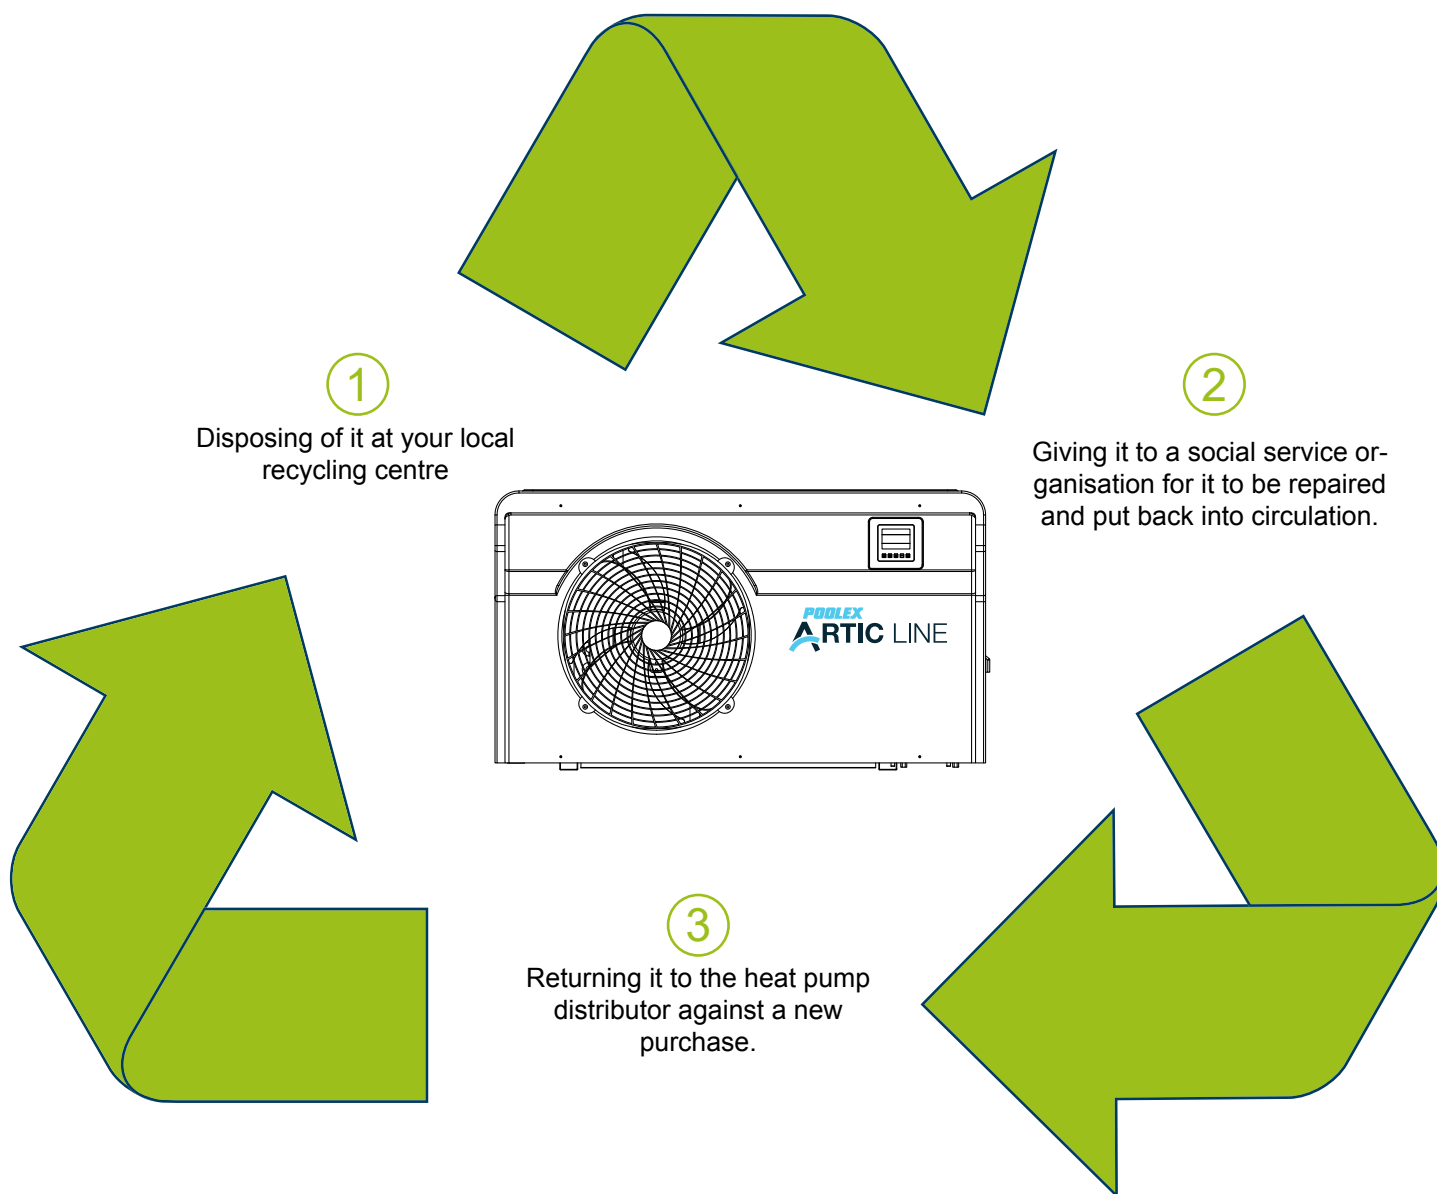 1
Disposing of it at your local
recycling centre
2
Giving it to a social service or-
ganisation for it to be repaired
and put back into circulation.
POOLEX
ARTIC LINE
3
Returning it to the heat pump
distributor against a new
purchase.